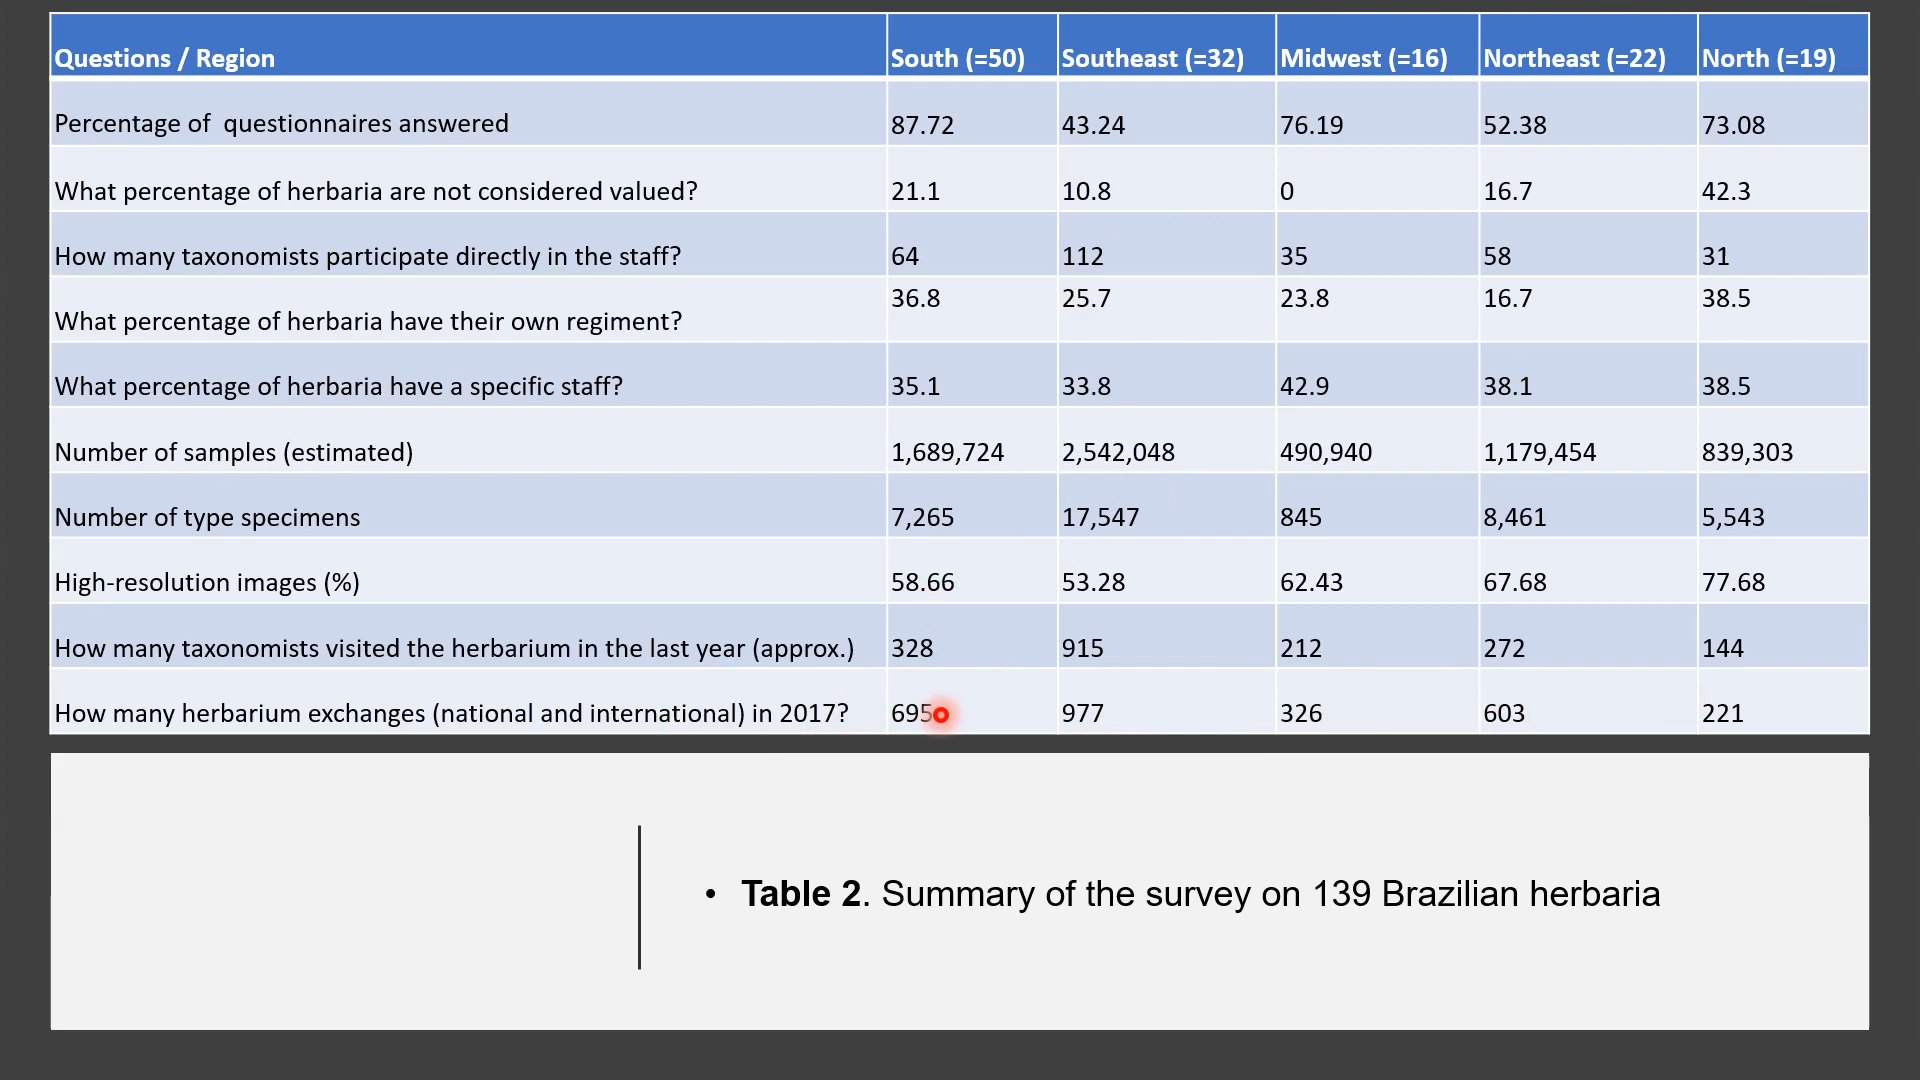 Questions / Region South (=50) Southeast (=32) Midwest (=16) Northeast (=22) North (=19)
Percentage of  questionnaires answered 87.72 43.24 76.19 52.38 73.08
What percentage of herbaria are not considered valued? 21.1 10.8 0 16.7 42.3
How many taxonomists participate directly in the staff? 64 112 35 58 31
What percentage of herbaria have their own regiment? 36.8 25.7 23.8 16.7 38.5
What percentage of herbaria have a specific staff? 35.1 33.8 42.9 38.1 38.5
Number of samples (estimated) 1,689,724 2,542,048 490,940 1,179,454 839,303
Number of type specimens 7,265 17,547 845 8,461 5,543
High-resolution images (%) 58.66 53.28 62.43 67.68 77.68
How many taxonomists visited the herbarium in the last year (approx.) 328 915 212 272 144
How many herbarium exchanges (national and international) in 2017? 695 977 326 603 221
• Table 2. Summary of the survey on 139 Brazilian herbaria